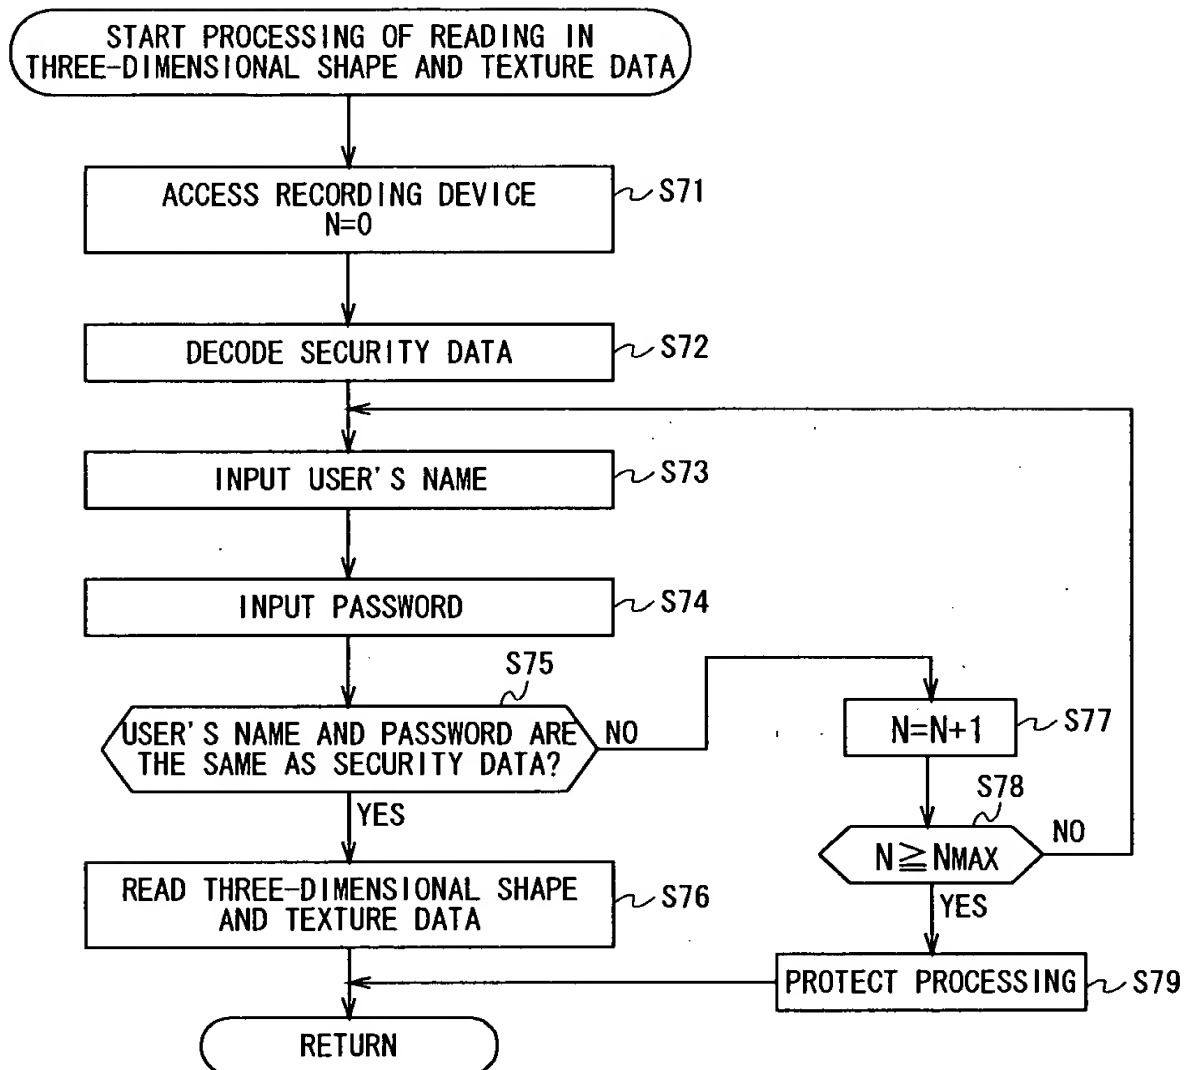 START PROCESSING OF READING IN
THREE-DIMENSIONAL SHAPE AND TEXTURE DATA
ACCESS RECORDING DEVICE
N=0
S71
DECODE SECURITY DATA
S72
INPUT USER'S NAME
S73
INPUT PASSWORD
S74
S75
USER'S NAME AND PASSWORD ARE
THE SAME AS SECURITY DATA?
NO
YES
N=N+1
S77
S78
N≧NMAX
NO
YES
READ THREE-DIMENSIONAL SHAPE
AND TEXTURE DATA
S76
PROTECT PROCESSING
S79
RETURN